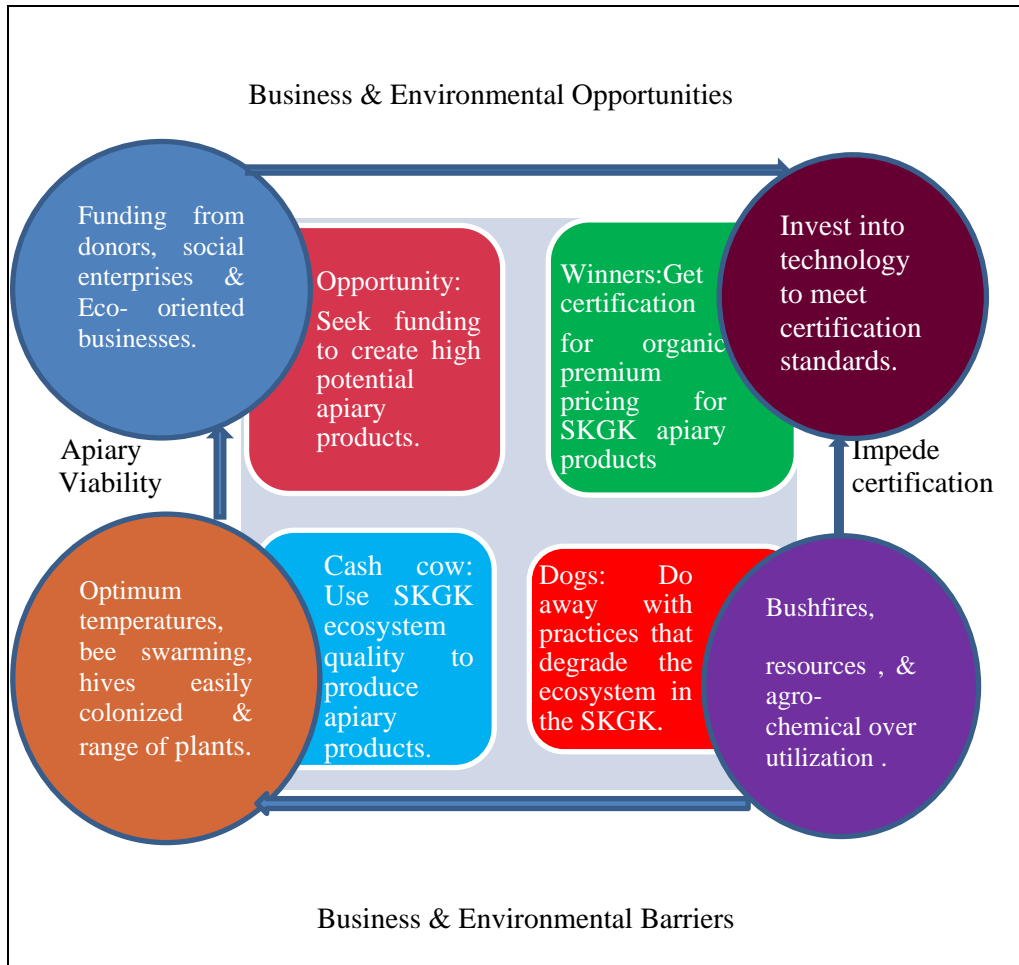 Business & Environmental Opportunities
Funding from
donors, social
enterprises &
Eco- oriented
businesses.
Opportunity:
Seek funding
to create high
potential
apiary
products.
Winners:Get
certification
for organic
premium
pricing for
SKGK apiary
products
Invest into
technology
to meet
certification
standards.
Apiary
Viability
Impede
certification
Optimum
temperatures,
bee swarming,
hives easily
colonized &
range of plants.
Cash cow:
Use SKGK
ecosystem
quality to
produce
apiary
products.
Dogs: Do
away with
practices that
degrade the
ecosystem in
the SKGK.
Bushfires,
resources , &
agro-
chemical over
utilization .
Business & Environmental Barriers